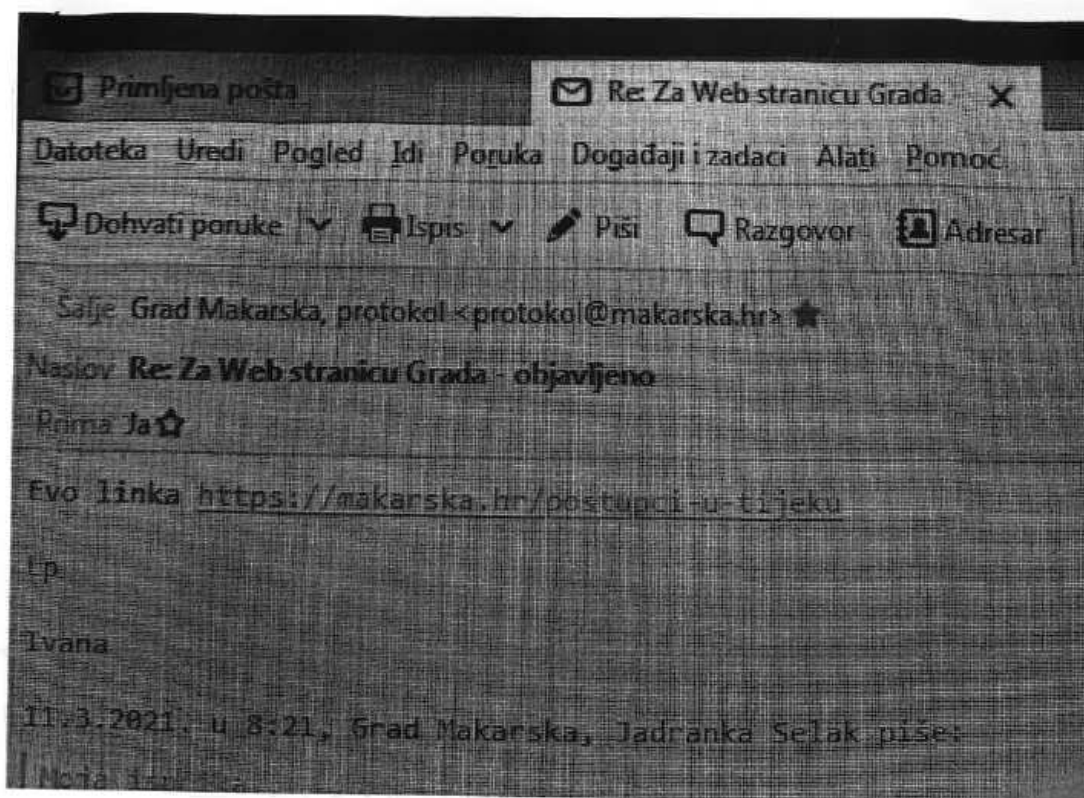 Primljena pošta
Re: Za Web stranicu Grada -
Datoteka Uredi Pogled Idi Poruka Događaji i zadaci Alati Pomoć
Dohvati poruke Ispis Piši Razgovor Adresar
Šalje Grad Makarska, protokol <protokol@makarska.hr>
Naslov Re: Za Web stranicu Grada - objavljeno
Prima Ja
Evo linka https://makarska.hr/postupci-u-tijeku
Lp
Ivana
11.3.2021. u 8:21, Grad Makarska, Jadranka Selak piše: